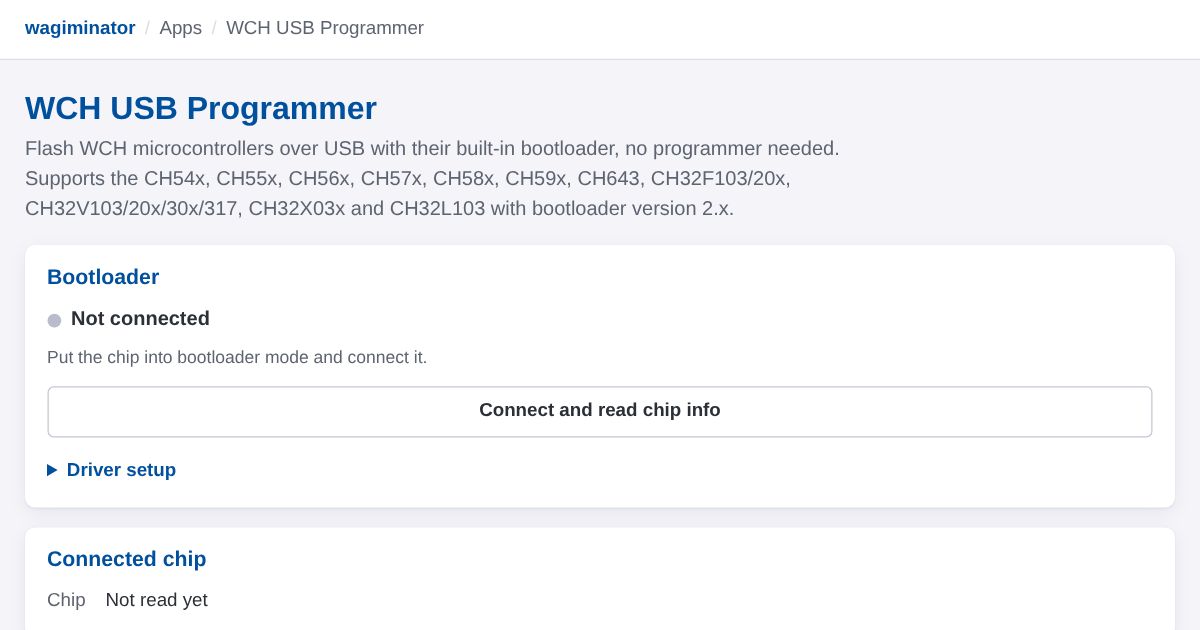 wagiminator / Apps / WCH USB Programmer
WCH USB Programmer
Flash WCH microcontrollers over USB with their built-in bootloader, no programmer needed.
Supports the CH54x, CH55x, CH56x, CH57x, CH58x, CH59x, CH643, CH32F103/20x,
CH32V103/20x/30x/317, CH32X03x and CH32L103 with bootloader version 2.x.
Bootloader
Not connected
Put the chip into bootloader mode and connect it.
Connect and read chip info
Driver setup
Connected chip
Chip Not read yet